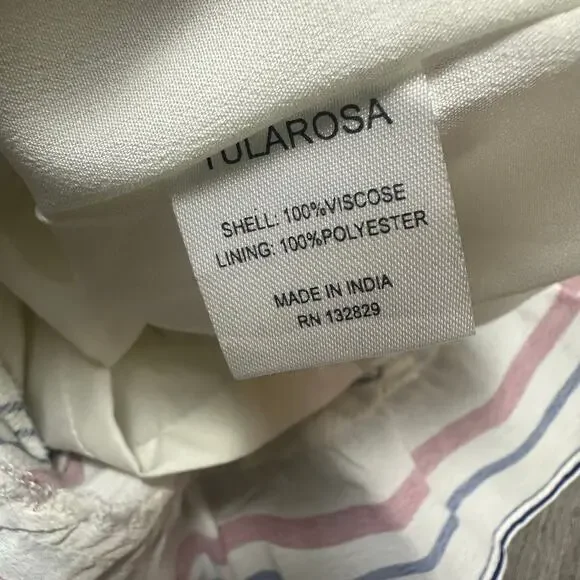 TULAROSA
SHELL: 100%VISCOSE
LINING: 100%POLYESTER
MADE IN INDIA
RN 132829